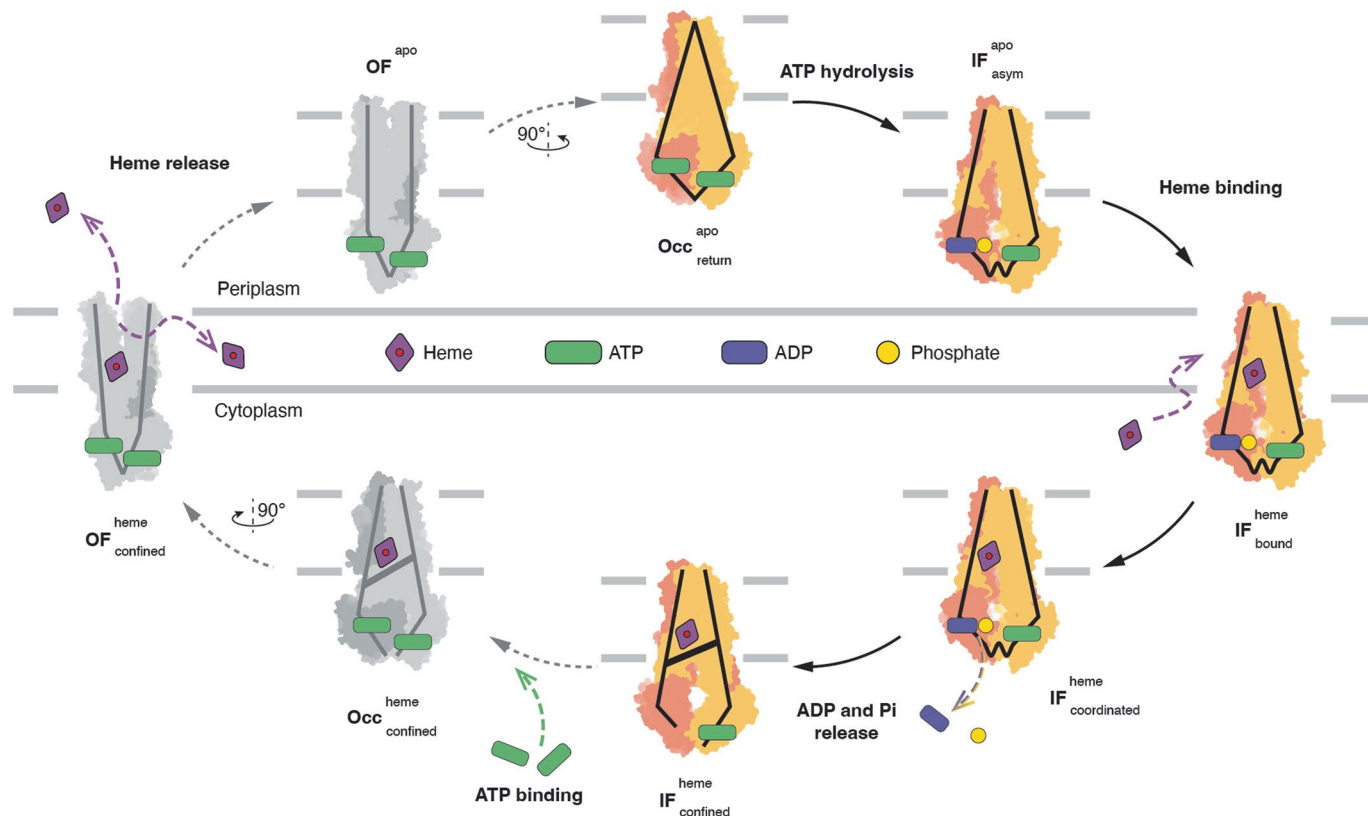 OF apo
Occ apo return
ATP hydrolysis
IF apo asym
90°
Heme release
Heme binding
Periplasm
Heme
ATP
ADP
Phosphate
Cytoplasm
OF heme confined
90°
Occ heme confined
ATP binding
IF heme confined
ADP and Pi
release
IF heme coordinated
IF heme bound